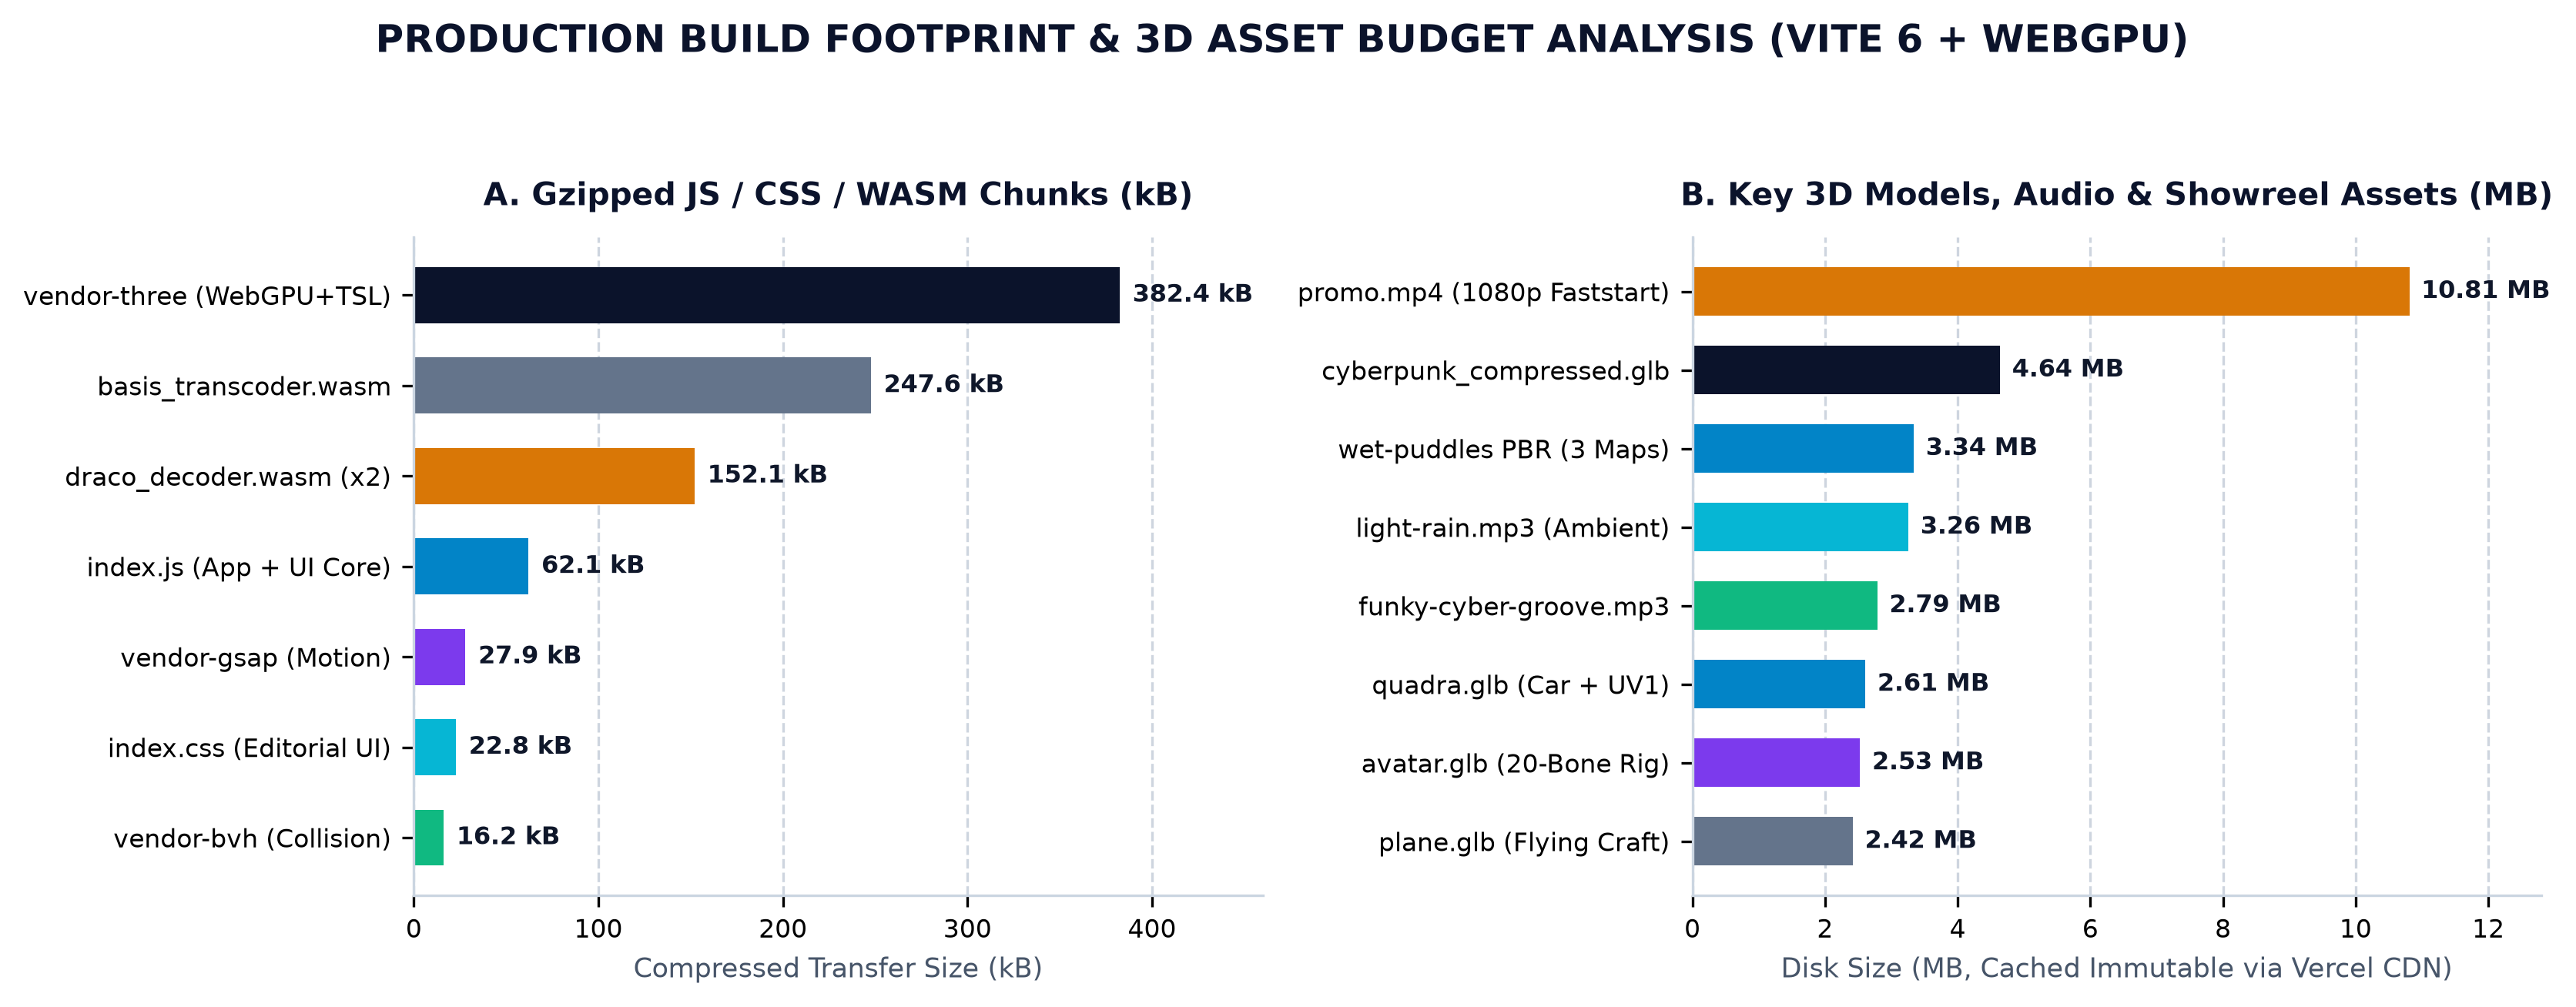 PRODUCTION BUILD FOOTPRINT & 3D ASSET BUDGET ANALYSIS (VITE 6 + WEBGPU)
A. Gzipped JS / CSS / WASM Chunks (kB)
vendor-three (WebGPU+TSL) 382.4 kB
basis_transcoder.wasm 247.6 kB
draco_decoder.wasm (x2) 152.1 kB
index.js (App + UI Core) 62.1 kB
vendor-gsap (Motion) 27.9 kB
index.css (Editorial UI) 22.8 kB
vendor-bvh (Collision) 16.2 kB
0 100 200 300 400
Compressed Transfer Size (kB)
B. Key 3D Models, Audio & Showreel Assets (MB)
promo.mp4 (1080p Faststart) 10.81 MB
cyberpunk_compressed.glb 4.64 MB
wet-puddles PBR (3 Maps) 3.34 MB
light-rain.mp3 (Ambient) 3.26 MB
funky-cyber-groove.mp3 2.79 MB
quadra.glb (Car + UV1) 2.61 MB
avatar.glb (20-Bone Rig) 2.53 MB
plane.glb (Flying Craft) 2.42 MB
0 2 4 6 8 10 12
Disk Size (MB, Cached Immutable via Vercel CDN)